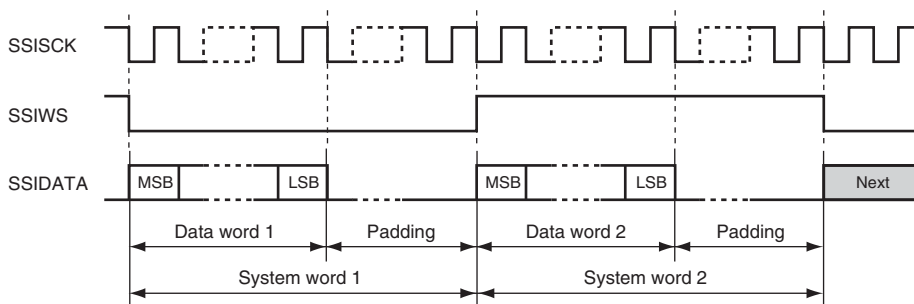 SSISCK
SSIWS
SSIDATA
MSB LSB MSB LSB Next
Data word 1 Padding Data word 2 Padding
System word 1 System word 2